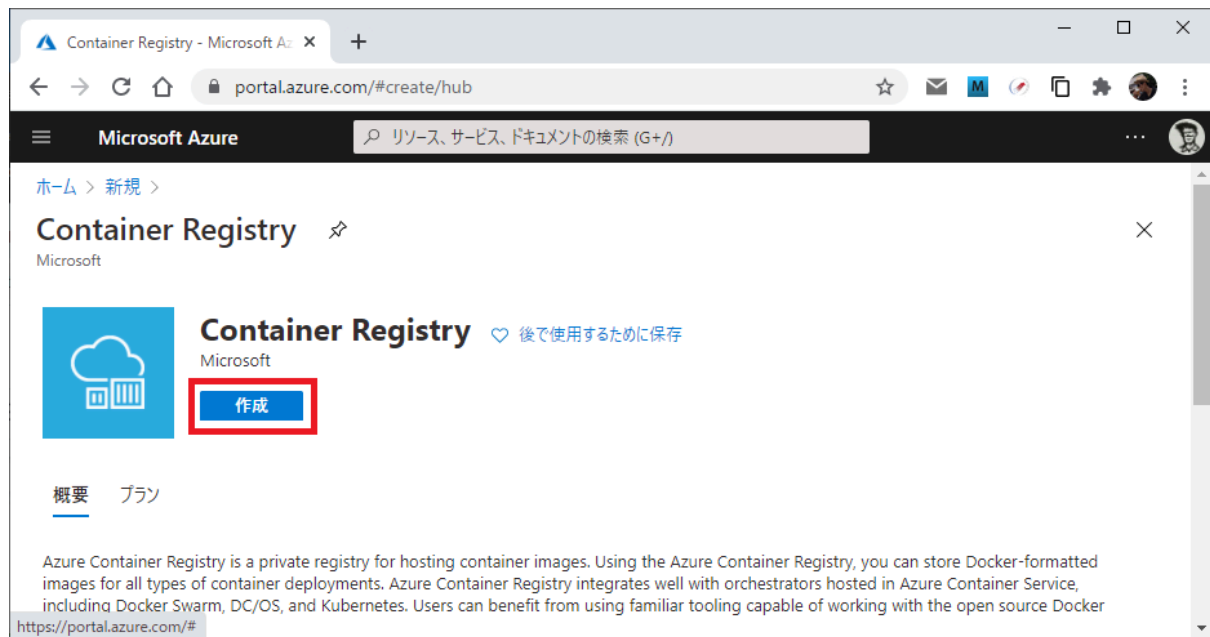 Container Registry - Microsoft Az
portal.azure.com/#create/hub
M
Microsoft Azure
リソース、サービス、ドキュメントの検索 (G+/)
ホーム > 新規 >
Container Registry
Microsoft
Container Registry 後で使用するために保存
Microsoft
作成
概要 プラン
Azure Container Registry is a private registry for hosting container images. Using the Azure Container Registry, you can store Docker-formatted
images for all types of container deployments. Azure Container Registry integrates well with orchestrators hosted in Azure Container Service,
including Docker Swarm, DC/OS, and Kubernetes. Users can benefit from using familiar tooling capable of working with the open source Docker
https://portal.azure.com/#